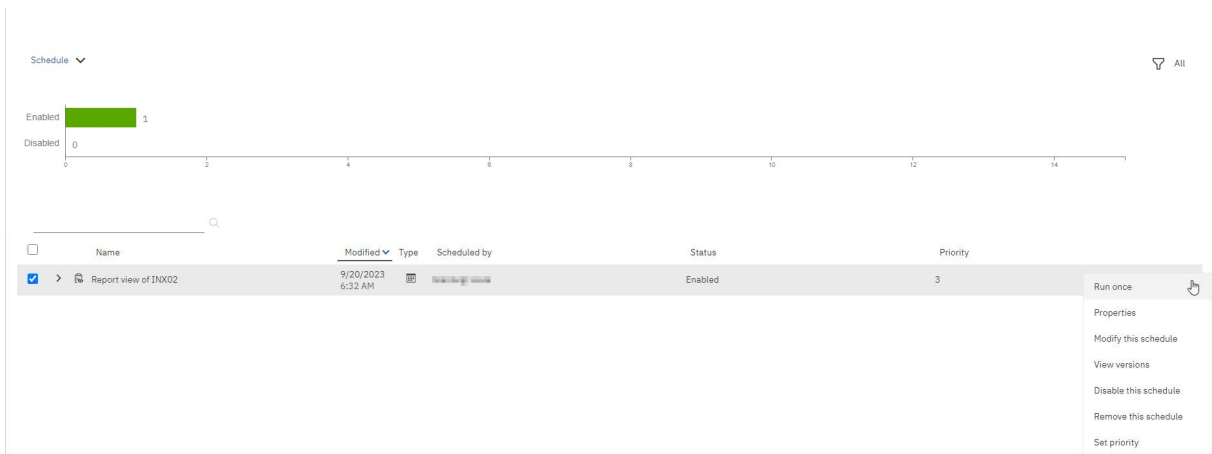 Schedule
All
Enabled
1
Disabled
0
0 2 4 6 8 10 12 14
Name Modified Type Scheduled by Status Priority
Report view of INX02 9/20/2023 Enabled 3
6:32 AM
Run once
Properties
Modify this schedule
View versions
Disable this schedule
Remove this schedule
Set priority